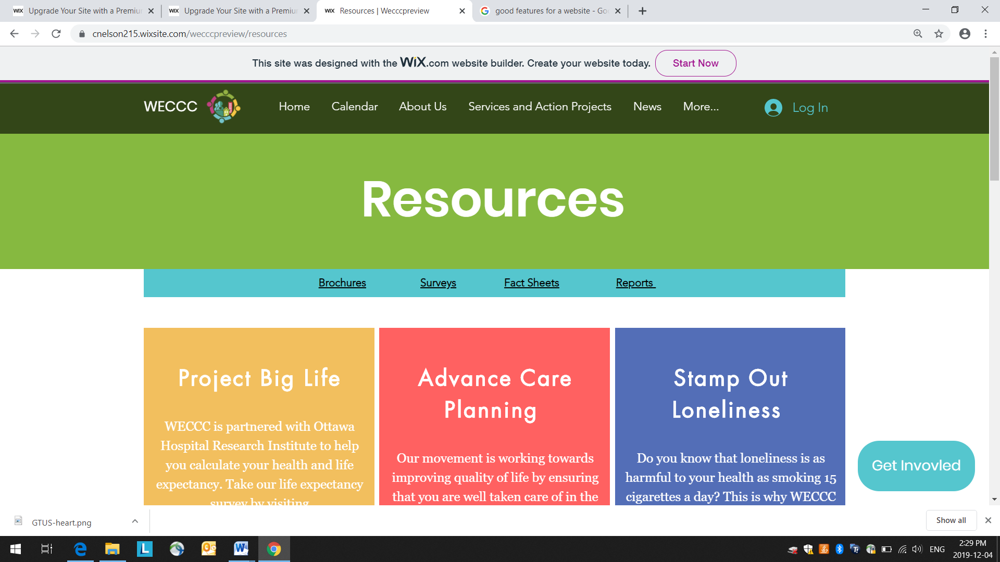 WIX Upgrade Your Site with a Premiu
WIX Upgrade Your Site with a Premiu
WIX Resources | Wecccpreview
good features for a website - Goo
cnelson215.wixsite.com/wecccpreview/resources
This site was designed with the WiX.com website builder. Create your website today.
Start Now
WECCC
Home
Calendar
About Us
Services and Action Projects
News
More...
Log In
Resources
Brochures
Surveys
Fact Sheets
Reports
Project Big Life
WECCC is partnered with Ottawa
Hospital Research Institute to help
you calculate your health and life
expectancy. Take our life expectancy
survey by visiting
Advance Care
Planning
Our movement is working towards
improving quality of life by ensuring
that you are well taken care of in the
Stamp Out
Loneliness
Do you know that loneliness is as
harmful to your health as smoking 15
cigarettes a day? This is why WECCC
Get Invovled
GTUS-heart.png
Show all
ENG
2:29 PM
2019-12-04